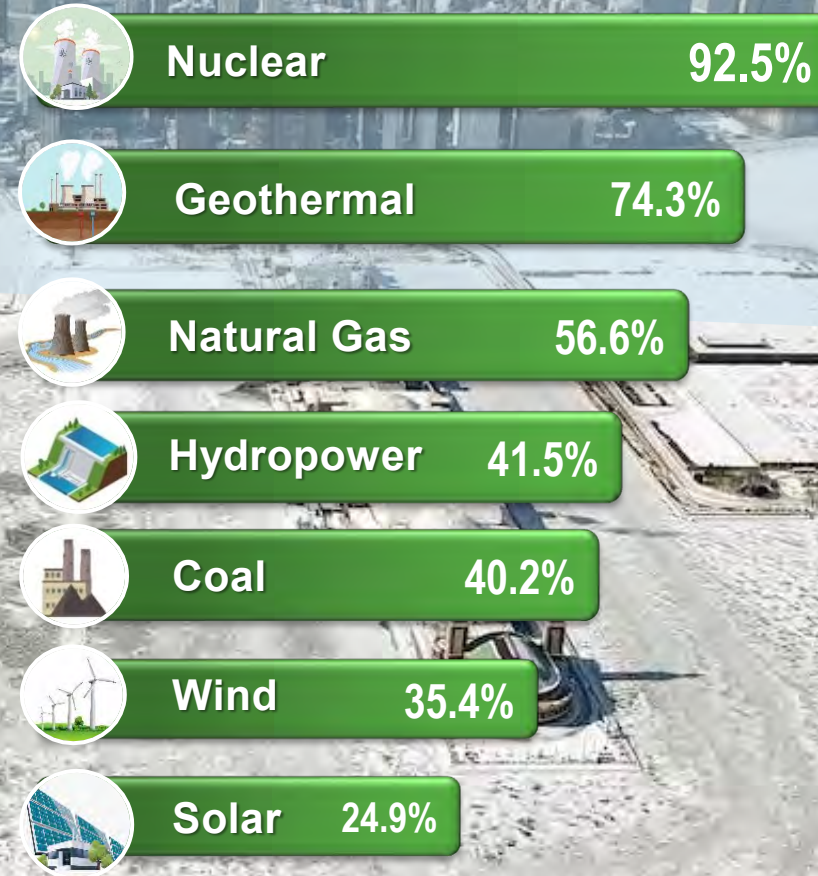 Nuclear 92.5%
Geothermal 74.3%
Natural Gas 56.6%
Hydropower 41.5%
Coal 40.2%
Wind 35.4%
Solar 24.9%